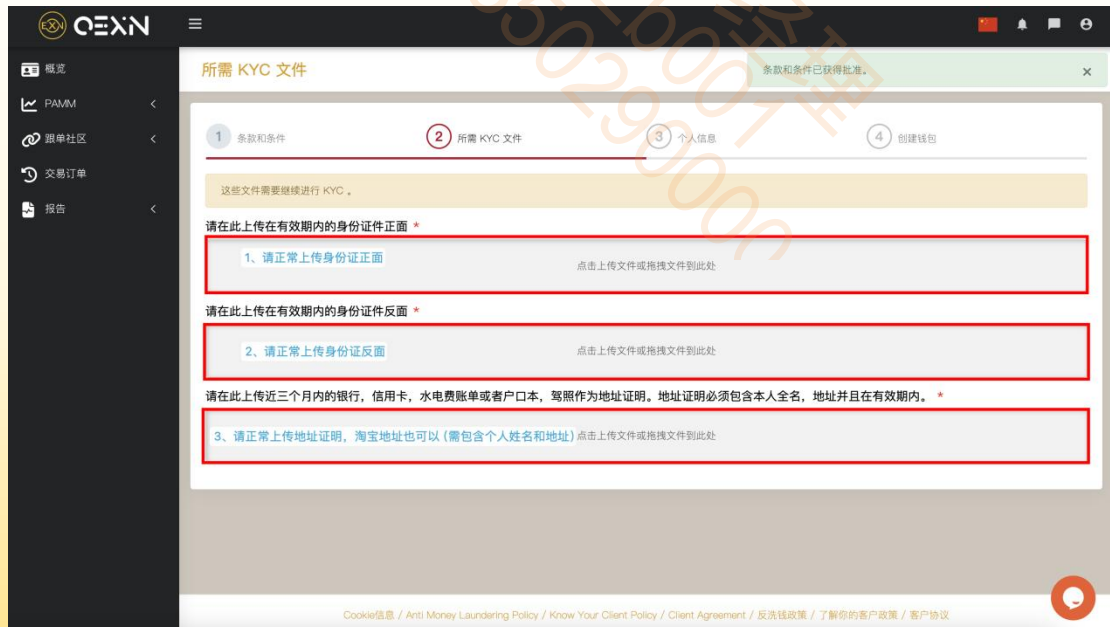 EXN OEXN
概览
PAMM
跟单社区
交易订单
报告
所需 KYC 文件
条款和条件已获得批准。
1 条款和条件
2 所需 KYC 文件
3 个人信息
4 创建钱包
这些文件需要继续进行 KYC 。
请在此上传在有效期内的身份证件正面 *
1、请正常上传身份证正面
点击上传文件或拖拽文件到此处
请在此上传在有效期内的身份证件反面 *
2、请正常上传身份证反面
点击上传文件或拖拽文件到此处
请在此上传近三个月内的银行，信用卡，水电费账单或者户口本，驾照作为地址证明。地址证明必须包含本人全名，地址并且在有效期内。 *
3、请正常上传地址证明，淘宝地址也可以（需包含个人姓名和地址）
点击上传文件或拖拽文件到此处
Cookie信息 / Anti Money Laundering Policy / Know Your Client Policy / Client Agreement / 反洗钱政策 / 了解你的客户政策 / 客户协议